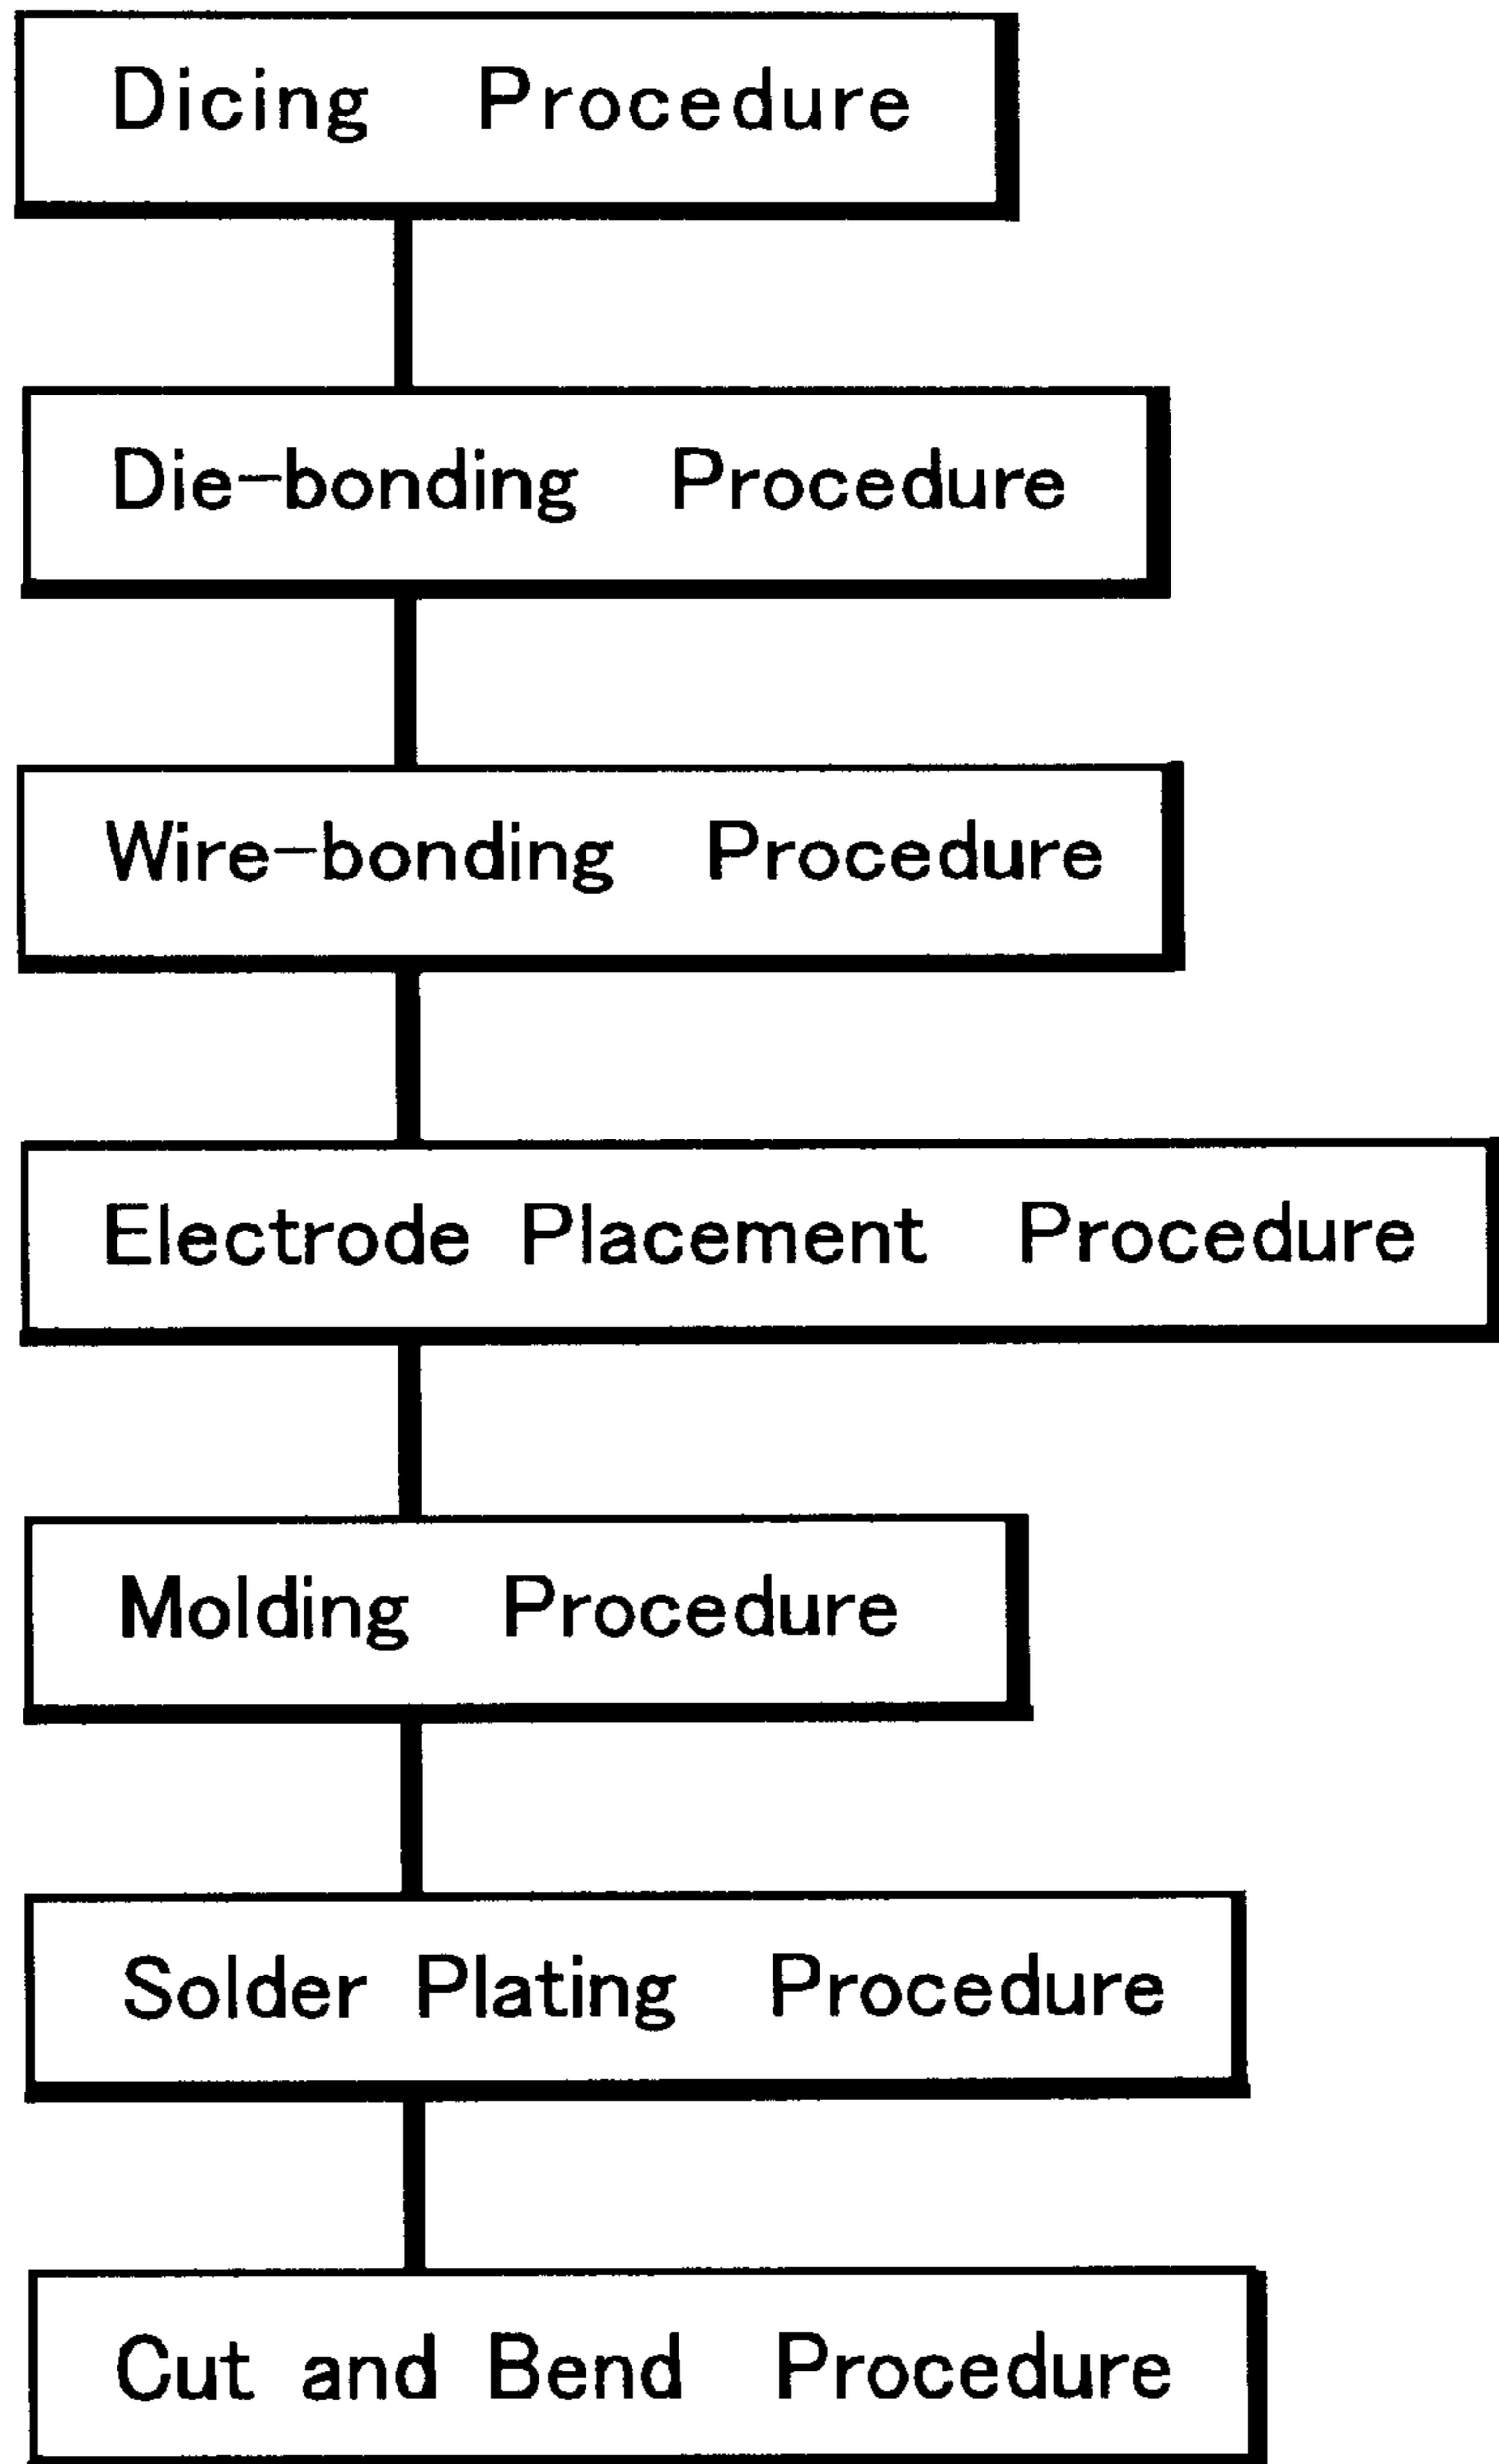 Dicing Procedure
Die-bonding Procedure
Wire-bonding Procedure
Electrode Placement Procedure
Molding Procedure
Solder Plating Procedure
Cut and Bend Procedure